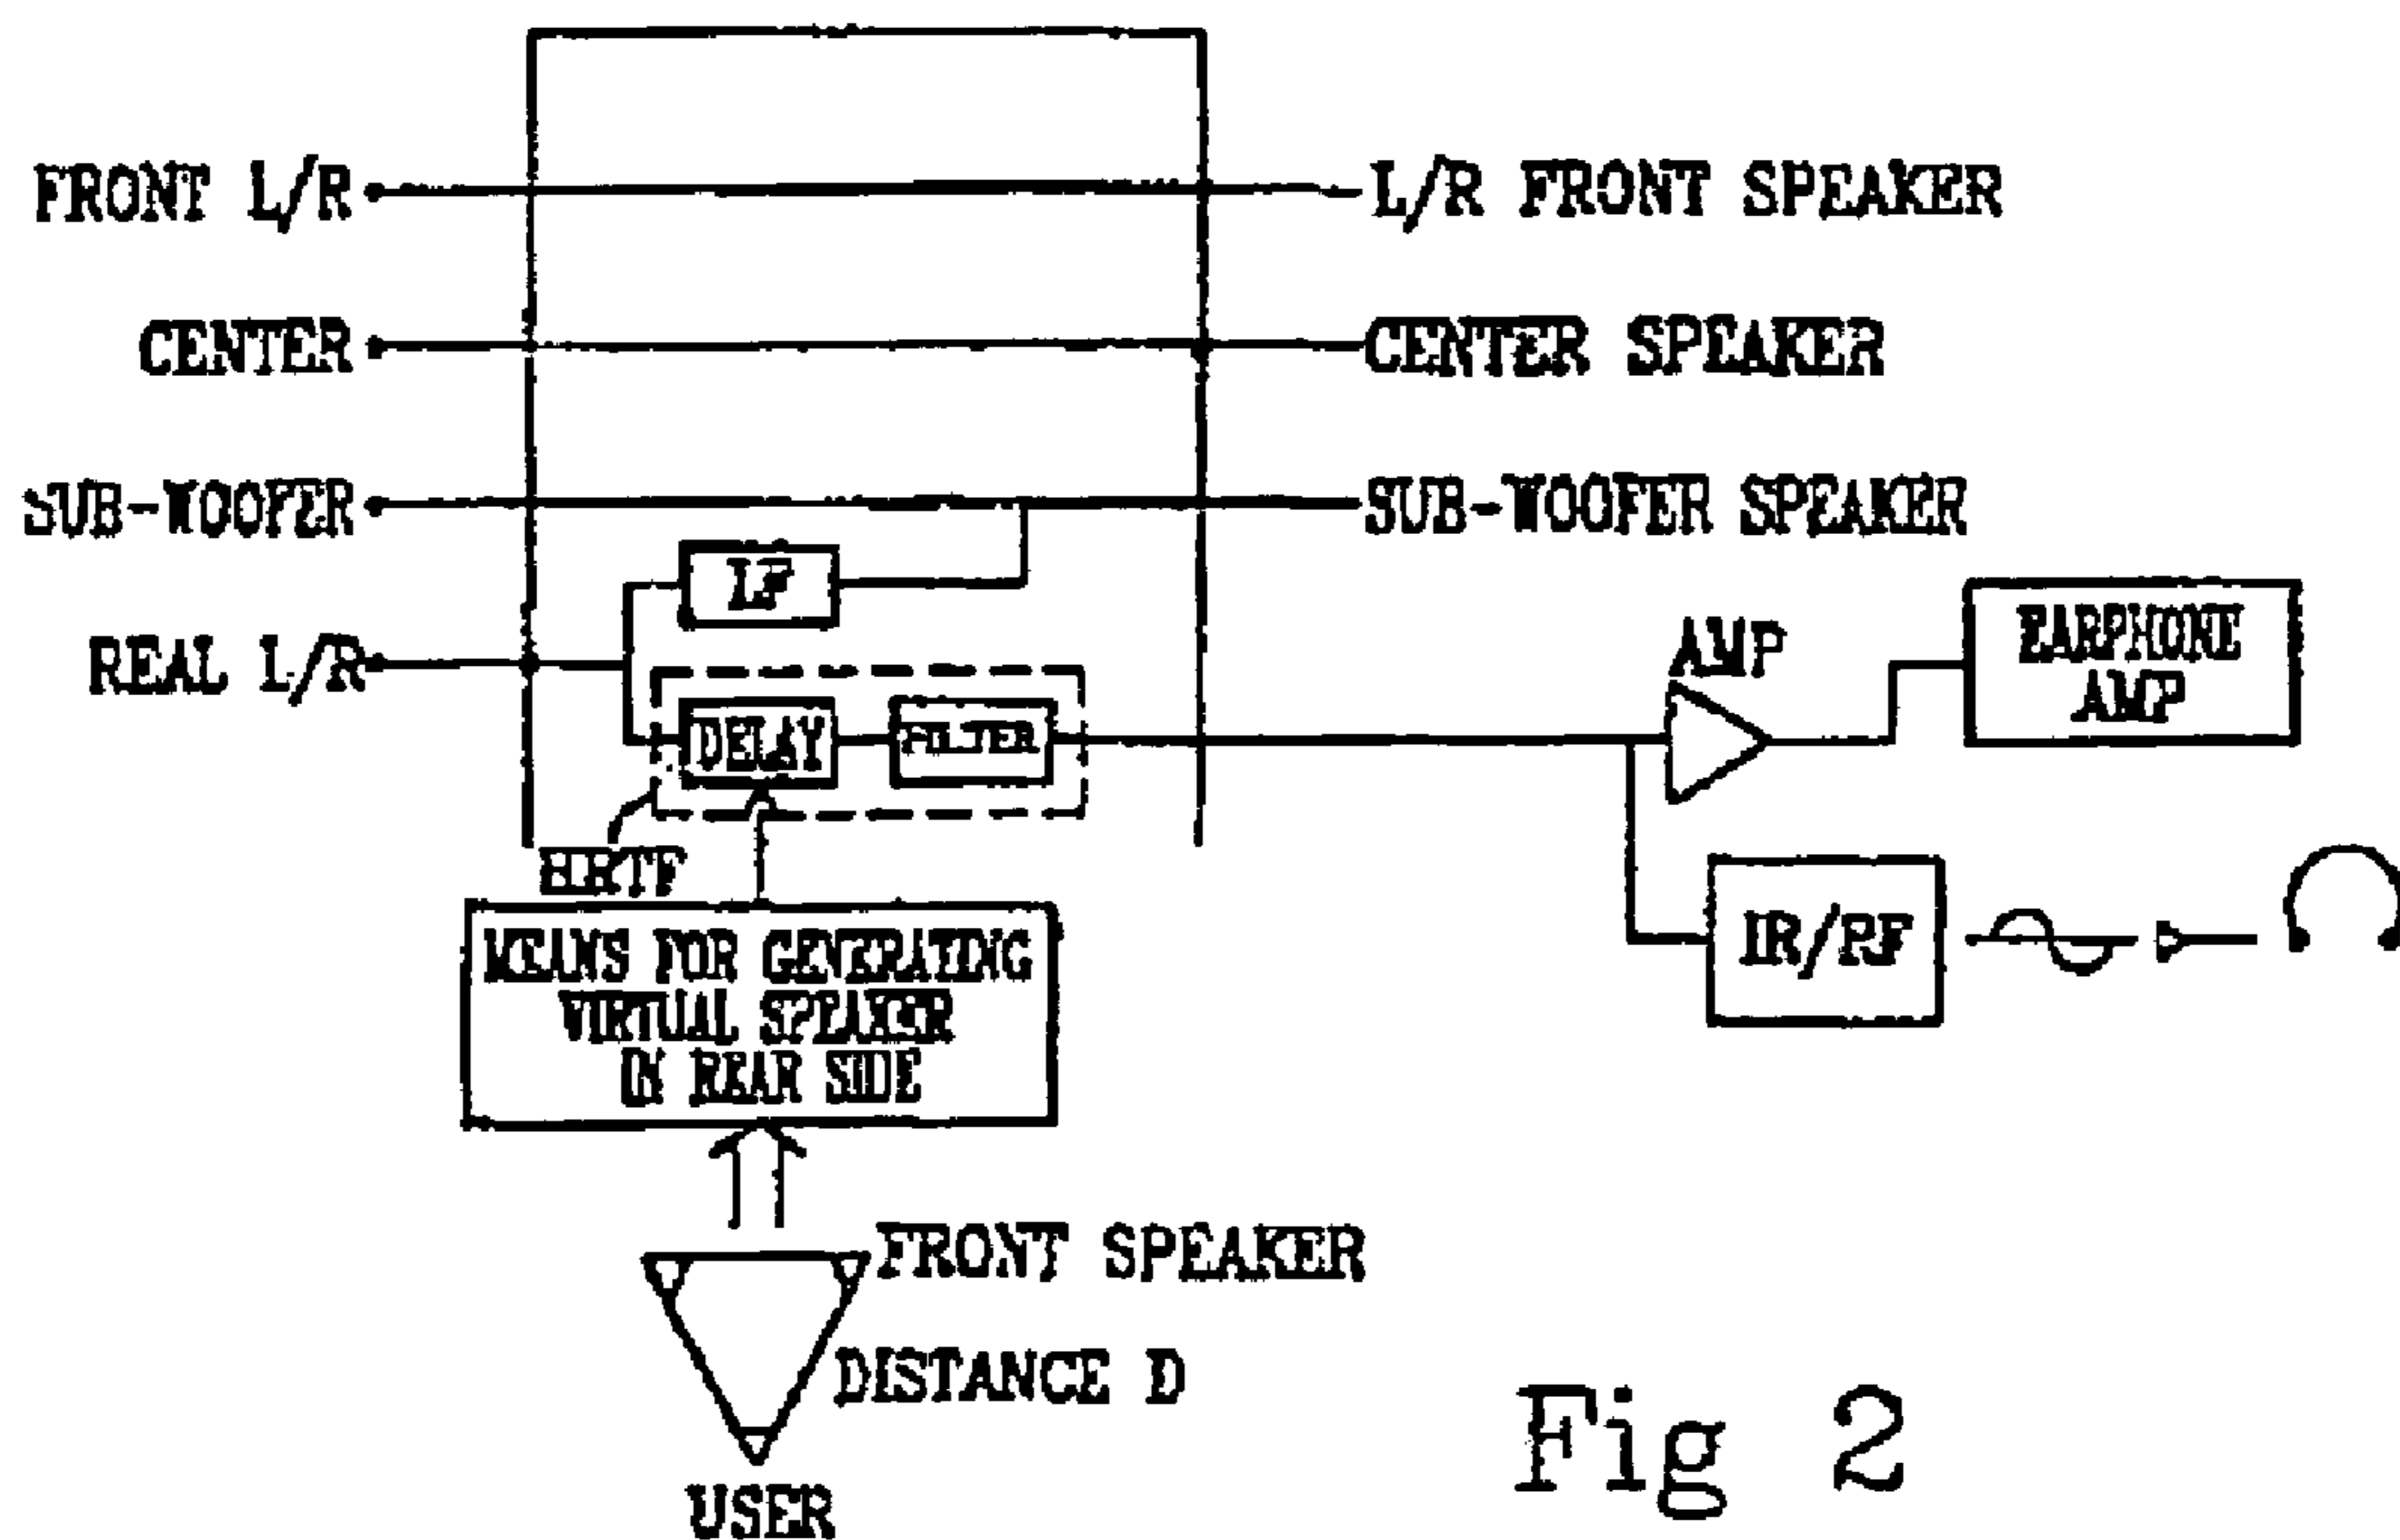 FRONT L/R
L/R FRONT SPEAKER
CENTER
CENTER SPEAKER
SUB-WOOFER
SUB-WOOFER SPEAKER
LF
REAL L/R
AMP
EARPHONE
AMP
DELAY
FILTER
HRTF
IR/RF
MEANS FOR GENERATING
VIRTUAL SPEAKER
IN REAR SIDE
FRONT SPEAKER
DISTANCE D
USER
Fig 2